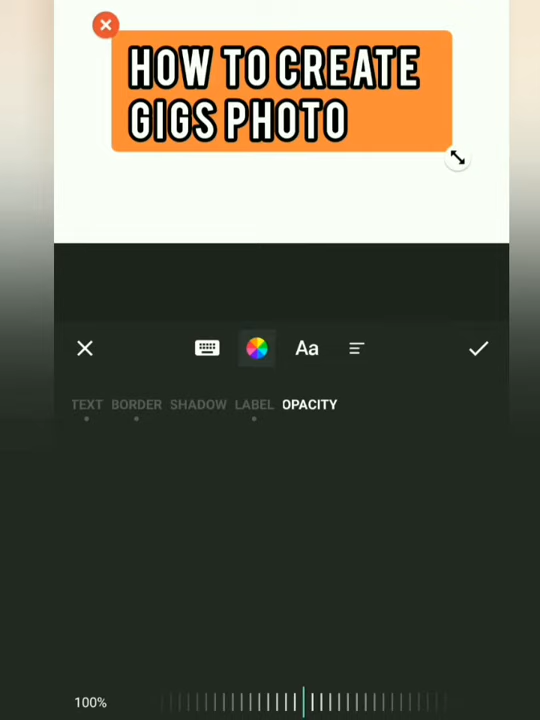 HOW TO CREATE
GIGS PHOTO
Aa
TEXT BORDER SHADOW LABEL OPACITY
100%